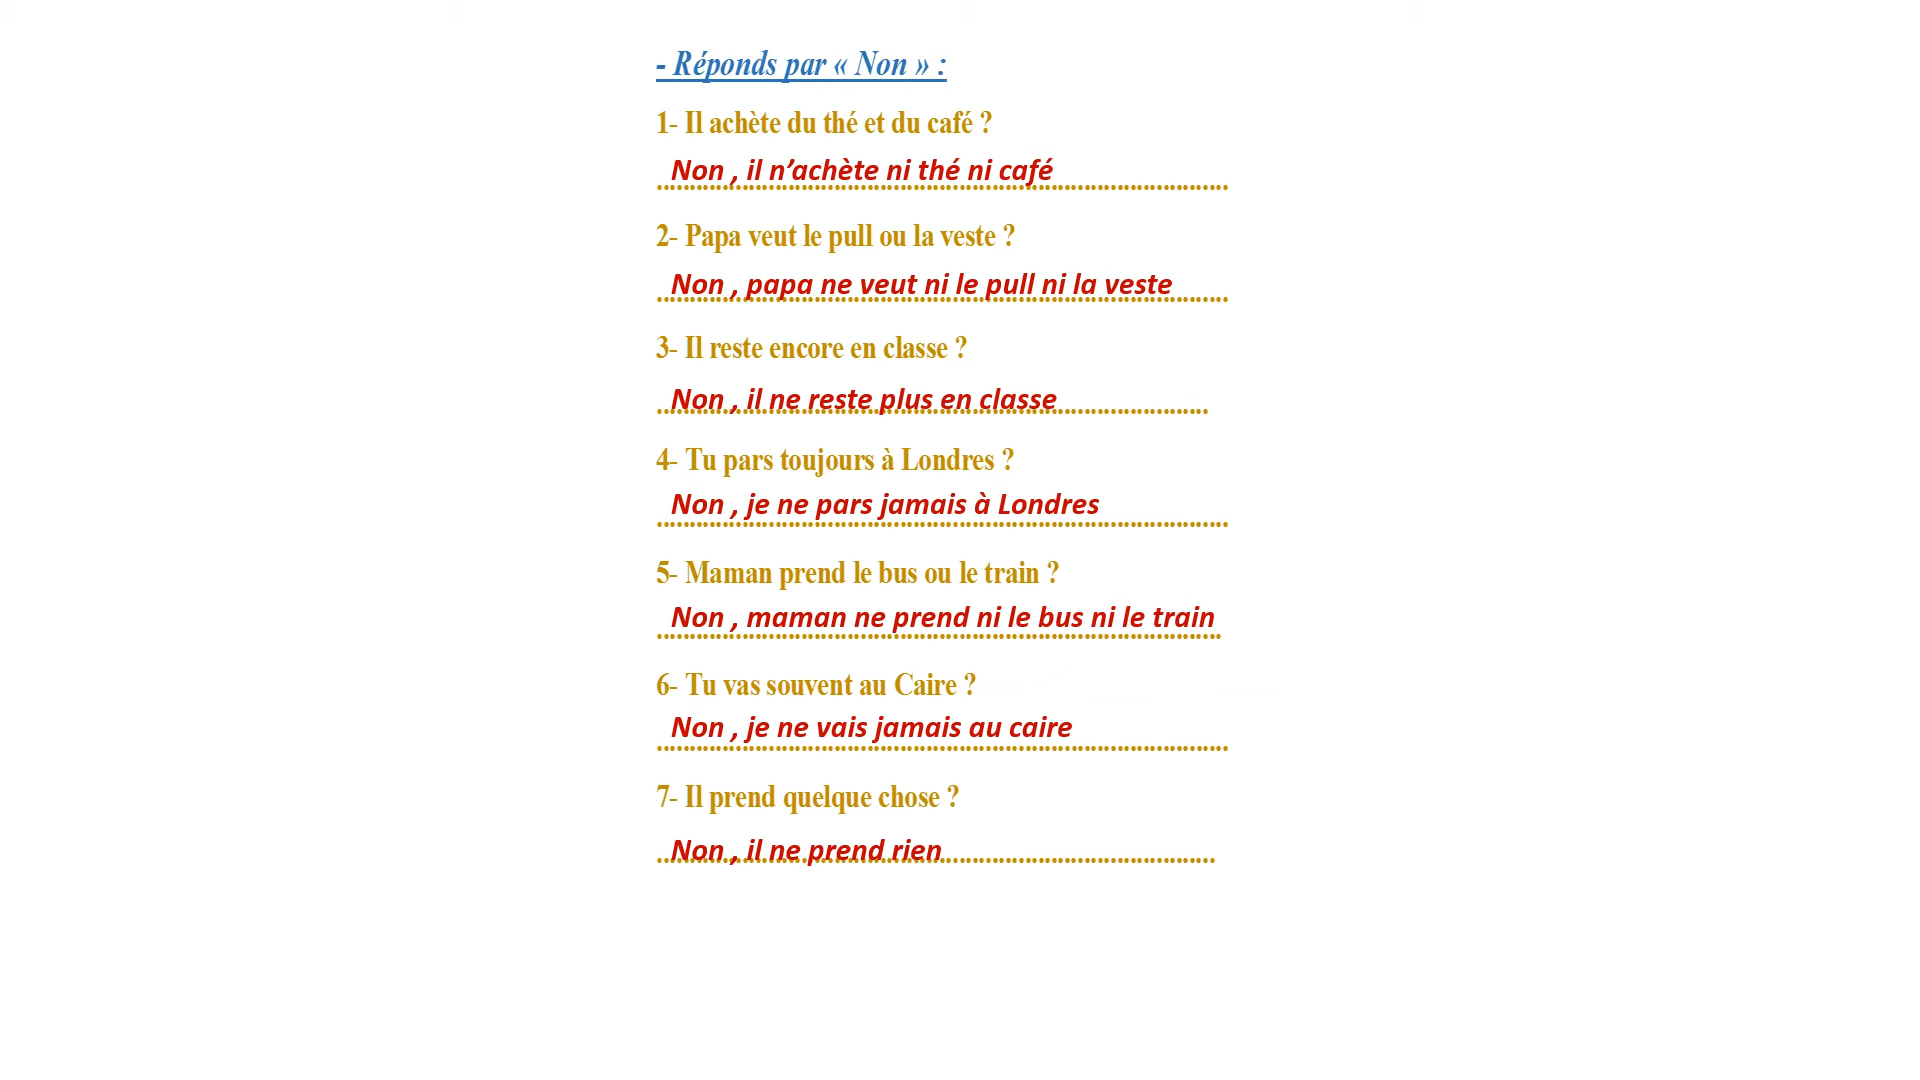 - Réponds par « Non » :
1- Il achète du thé et du café ?
Non , il n’achète ni thé ni café
2- Papa veut le pull ou la veste ?
Non , papa ne veut ni le pull ni la veste
3- Il reste encore en classe ?
Non , il ne reste plus en classe
4- Tu pars toujours à Londres ?
Non , je ne pars jamais à Londres
5- Maman prend le bus ou le train ?
Non , maman ne prend ni le bus ni le train
6- Tu vas souvent au Caire ?
Non , je ne vais jamais au caire
7- Il prend quelque chose ?
Non , il ne prend rien